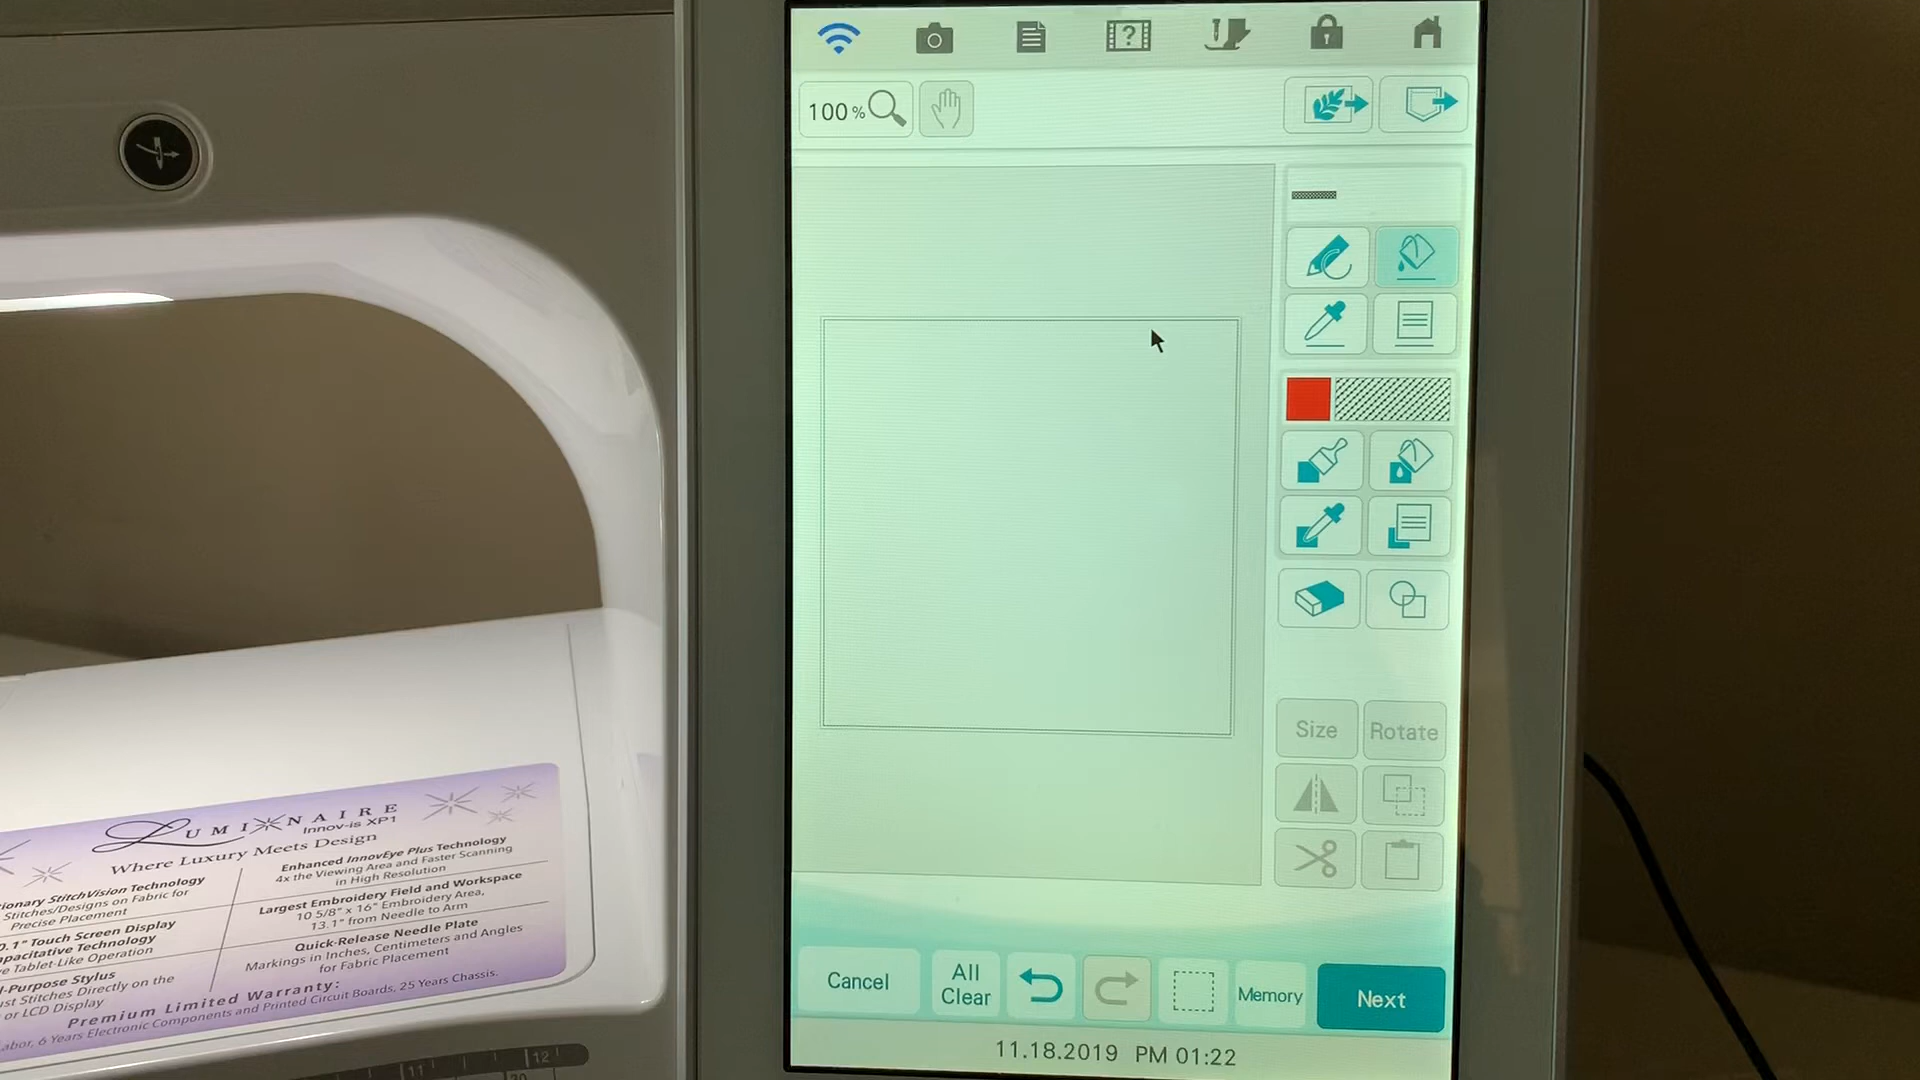 100%
Size Rotate
Cancel
All
Clear
Memory
Next
11.18.2019 PM 01:22
LUMINAIRE
Innov-is XP1
Where Luxury Meets Design
StitchVision Technology
Stitches/Designs on Fabric for
Precise Placement
Touch Screen Display
Technology
Tablet-Like Operation
-Purpose Stylus
Stitches Directly on the
or LCD Display
Enhanced InnovEye Plus Technology
4x the Viewing Area and Faster Scanning
in High Resolution
Largest Embroidery Field and Workspace
10 5/8" x 16" Embroidery Area,
13.1" from Needle to Arm
Quick-Release Needle Plate
Markings in Inches, Centimeters and Angles
for Fabric Placement
Premium Limited Warranty:
Labor, 6 Years Electronic Components and Printed Circuit Boards, 25 Years Chassis.
11 12